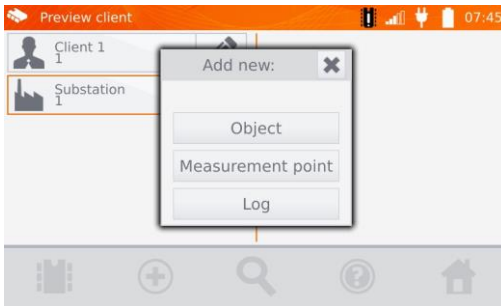 Preview client
07:45
Client 1
1
Substation
1
Add new:
Object
Measurement point
Log